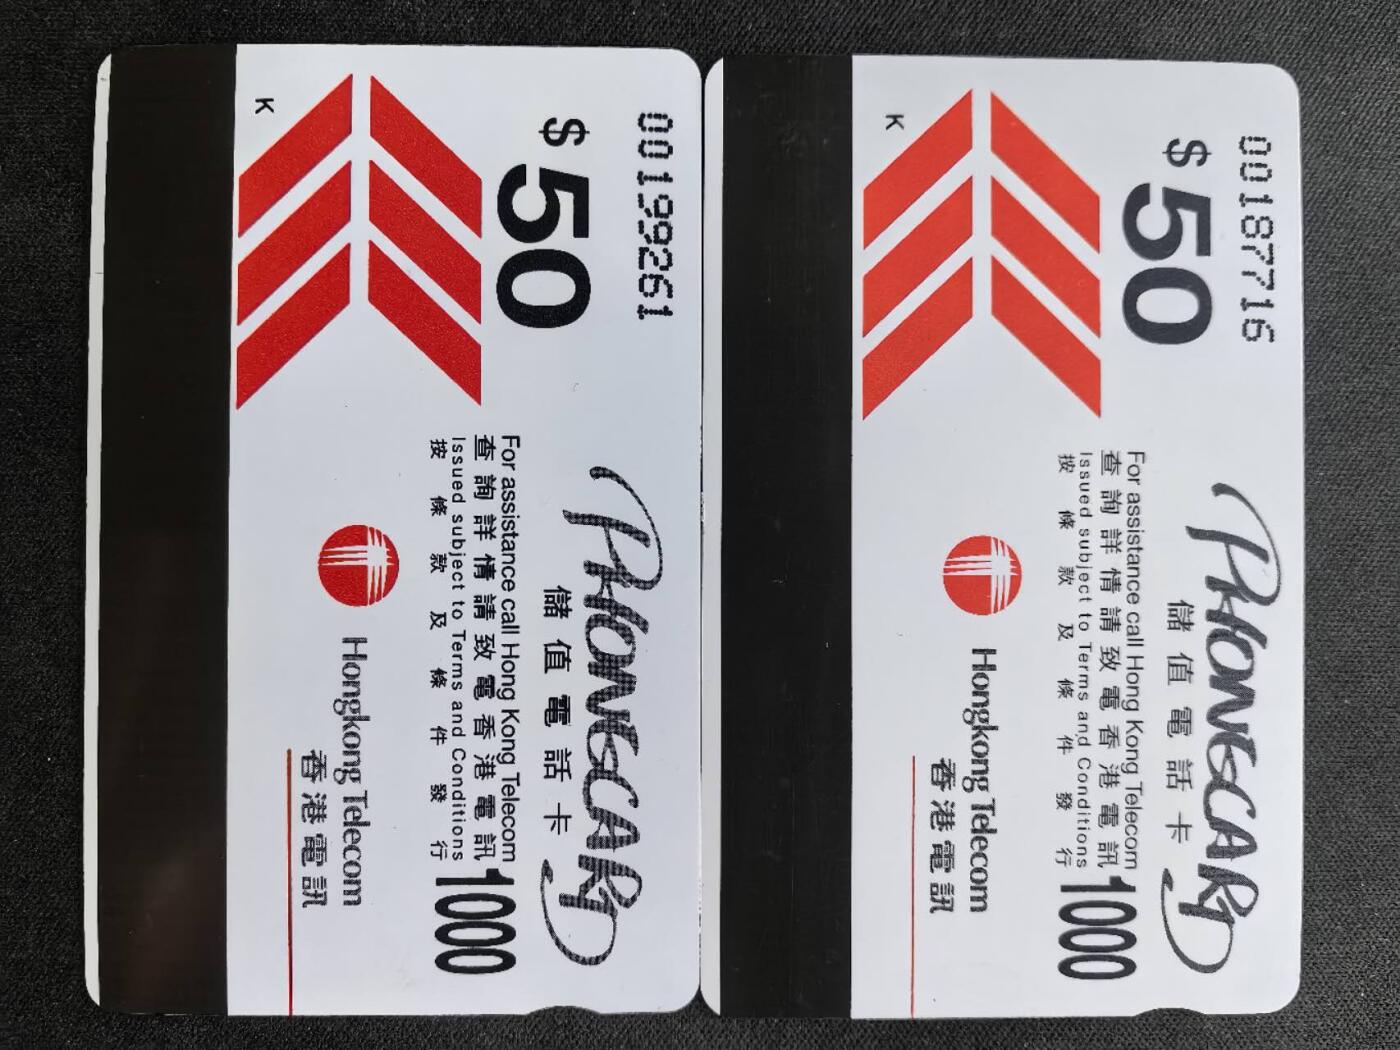 00199261
$50
K
PHONECARD
儲值電話卡
For assistance call Hong Kong Telecom
查詢詳情請致電香港電訊
Issued subject to Terms and Conditions
按條款及條件發行
1000
Hongkong Telecom
香港電訊
00187716
$50
K
PHONECARD
儲值電話卡
For assistance call Hong Kong Telecom
查詢詳情請致電香港電訊
Issued subject to Terms and Conditions
按條款及條件發行
1000
Hongkong Telecom
香港電訊